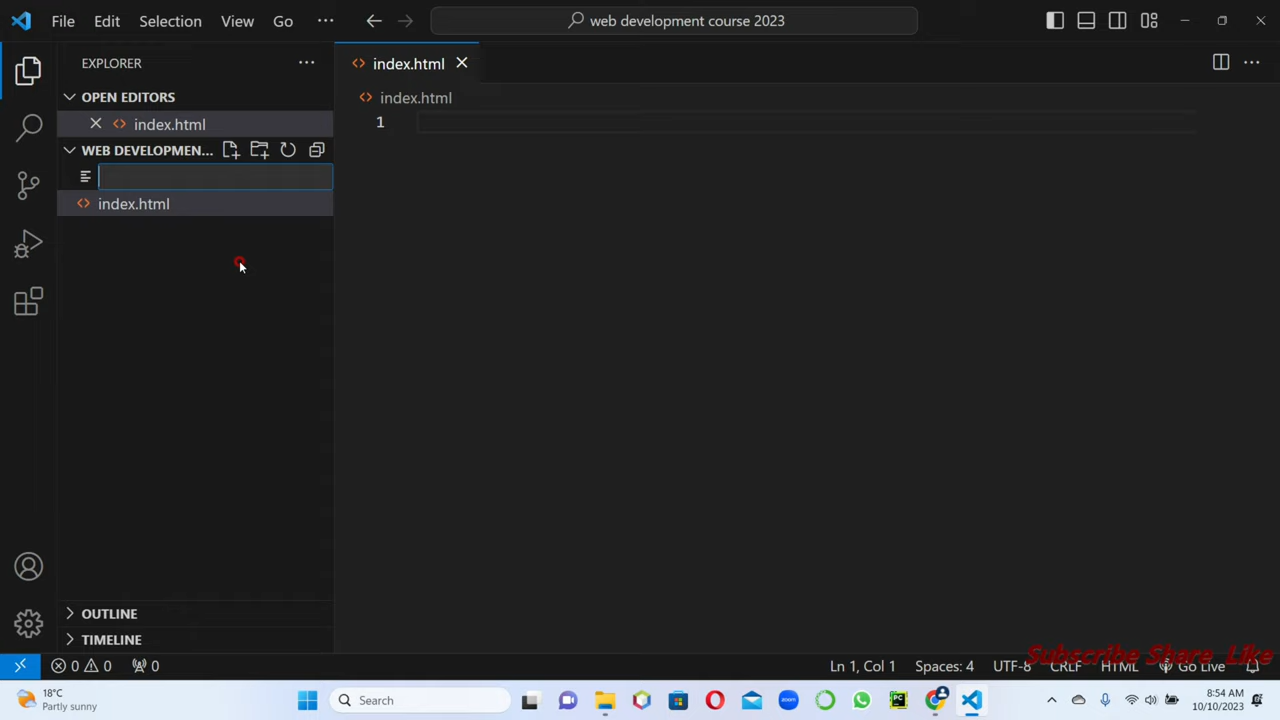 File Edit Selection View Go ··· web development course 2023
EXPLORER ···
index.html
OPEN EDITORS
index.html
index.html
WEB DEVELOPMEN...
1
index.html
OUTLINE
TIMELINE
Subscribe Share Like
0 0 0 Ln 1, Col 1 Spaces: 4 UTF-8 CRLF HTML Go Live
18°C
Partly sunny
Search
zoom
PC
8:54 AM
10/10/2023